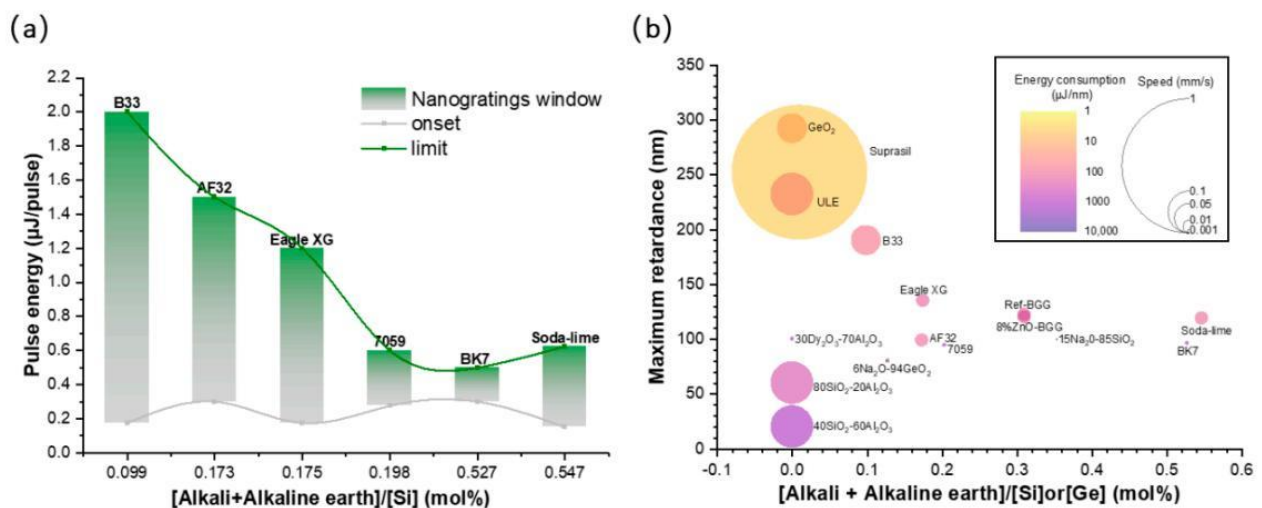 (a)
Pulse energy (μJ/pulse)
2.2
2.0
1.8
1.6
1.4
1.2
1.0
0.8
0.6
0.4
0.2
0.0
B33
AF32
Eagle XG
7059
BK7
Soda-lime
Nanogratings window
onset
limit
0.099 0.173 0.175 0.198 0.527 0.547
[Alkali+Alkaline earth]/[Si] (mol%)
(b)
Maximum retardance (nm)
350
300
250
200
150
100
50
0
Energy consumption
(μJ/nm)
1
10
100
1000
10,000
Speed (mm/s)
1
0.1
0.05
0.01
0.001
GeO₂
Suprasil
ULE
B33
Eagle XG
Ref-BGG
8%ZnO-BGG
Soda-lime
30Dy₂O₃-70Al₂O₃
AF32
7059
15Na₂0-85SiO₂
BK7
6Na₂O-94GeO₂
80SiO₂-20Al₂O₃
40SiO₂-60Al₂O₃
-0.1 0.0 0.1 0.2 0.3 0.4 0.5 0.6
[Alkali + Alkaline earth]/[Si]or[Ge] (mol%)